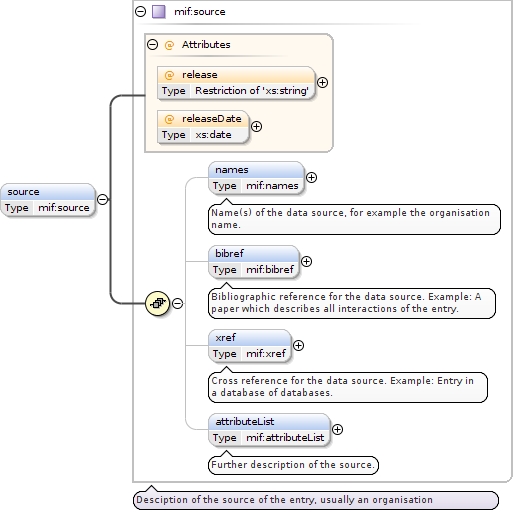 mif:source
@ Attributes
@ release
Type Restriction of 'xs:string'
@ releaseDate
Type xs:date
source
Type mif:source
names
Type mif:names
Name(s) of the data source, for example the organisation
name.
bibref
Type mif:bibref
Bibliographic reference for the data source. Example: A
paper which describes all interactions of the entry.
xref
Type mif:xref
Cross reference for the data source. Example: Entry in
a database of databases.
attributeList
Type mif:attributeList
Further description of the source.
Desciption of the source of the entry, usually an organisation